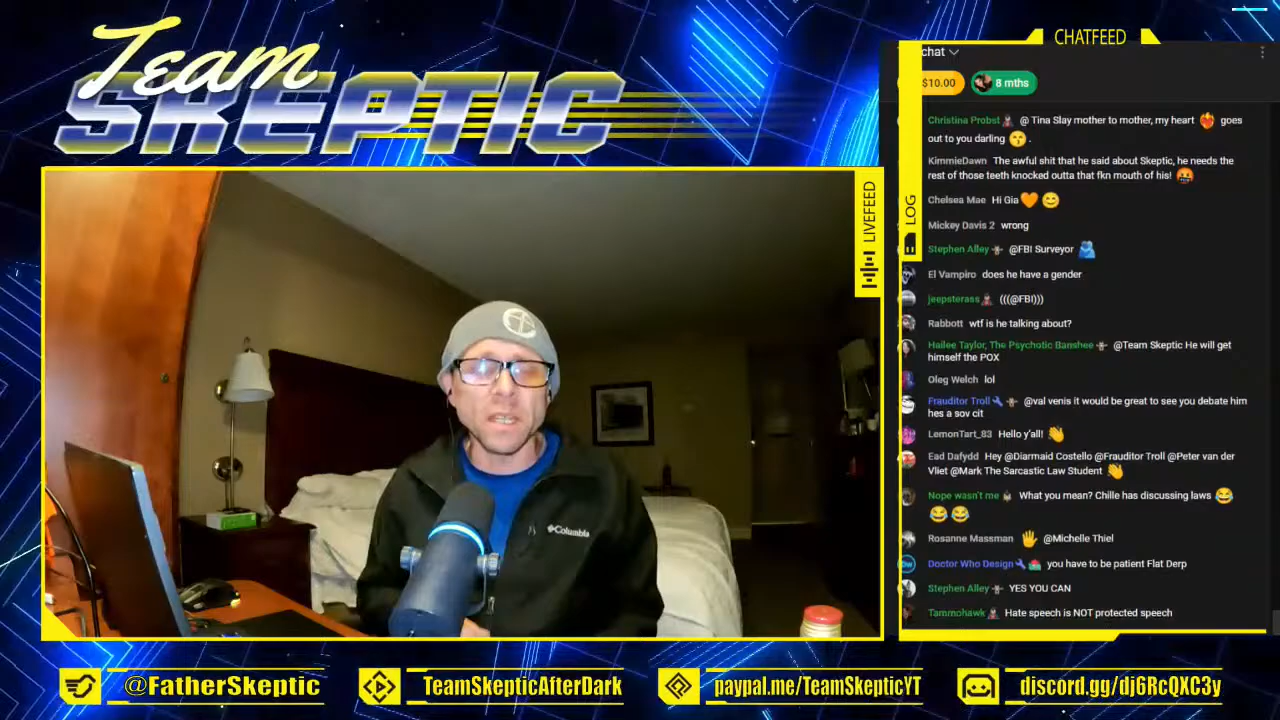 Team
SKEPTIC
CHATFEED
chat
$10.00
8 mths
LIVEFEED
LOG
Christina Probst @ Tina Slay mother to mother, my heart ❤️‍🔥 goes
out to you darling 😙 .
KimmieDawn The awful shit that he said about Skeptic, he needs the
rest of those teeth knocked outta that fkn mouth of his! 🤬
Chelsea Mae Hi Gia🧡😊
Mickey Davis 2 wrong
Stephen Alley @FBI Surveyor 🫂
El Vampiro does he have a gender
jeepsterass (((@FBI)))
Rabbott wtf is he talking about?
Hailee Taylor, The Psychotic Banshee @Team Skeptic He will get
himself the POX
Oleg Welch lol
Frauditor Troll @val venis it would be great to see you debate him
hes a sov cit
LemonTart_83 Hello y'all! 👋
Ead Dafydd Hey @Diarmaid Costello @Frauditor Troll @Peter van der
Vliet @Mark The Sarcastic Law Student 👋
Nope wasn't me What you mean? Chille has discussing laws 😂
😂😂
Rosanne Massman 🖐 @Michelle Thiel
Doctor Who Design you have to be patient Flat Derp
Stephen Alley YES YOU CAN
Tammohawk Hate speech is NOT protected speech
Columbia
@FatherSkeptic
TeamSkepticAfterDark
paypal.me/TeamSkepticYT
discord.gg/dj6RcQXC3y